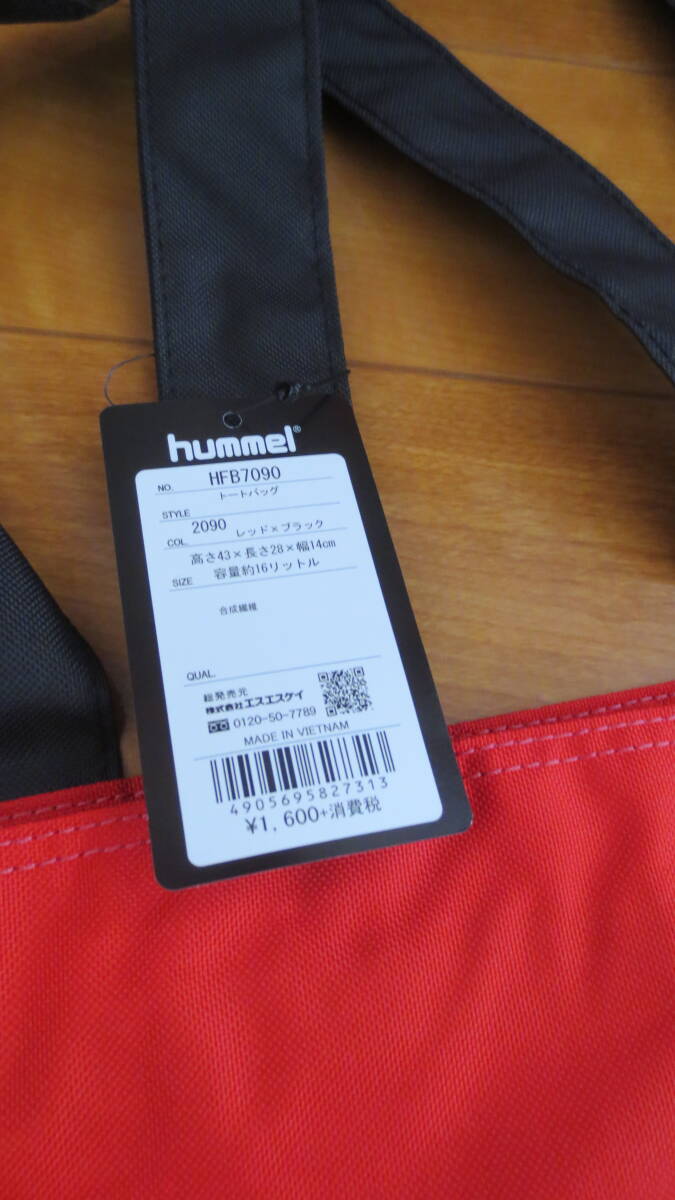 hummel®
NO. HFB7090
トートバッグ
STYLE
2090 レッド×ブラック
COL.
高さ43×長さ28×幅14cm
SIZE 容量約16リットル
合成繊維
QUAL.
総発売元
株式会社エスエスケイ
0120-50-7789
MADE IN VIETNAM
4905695827313
¥1,600+消費税